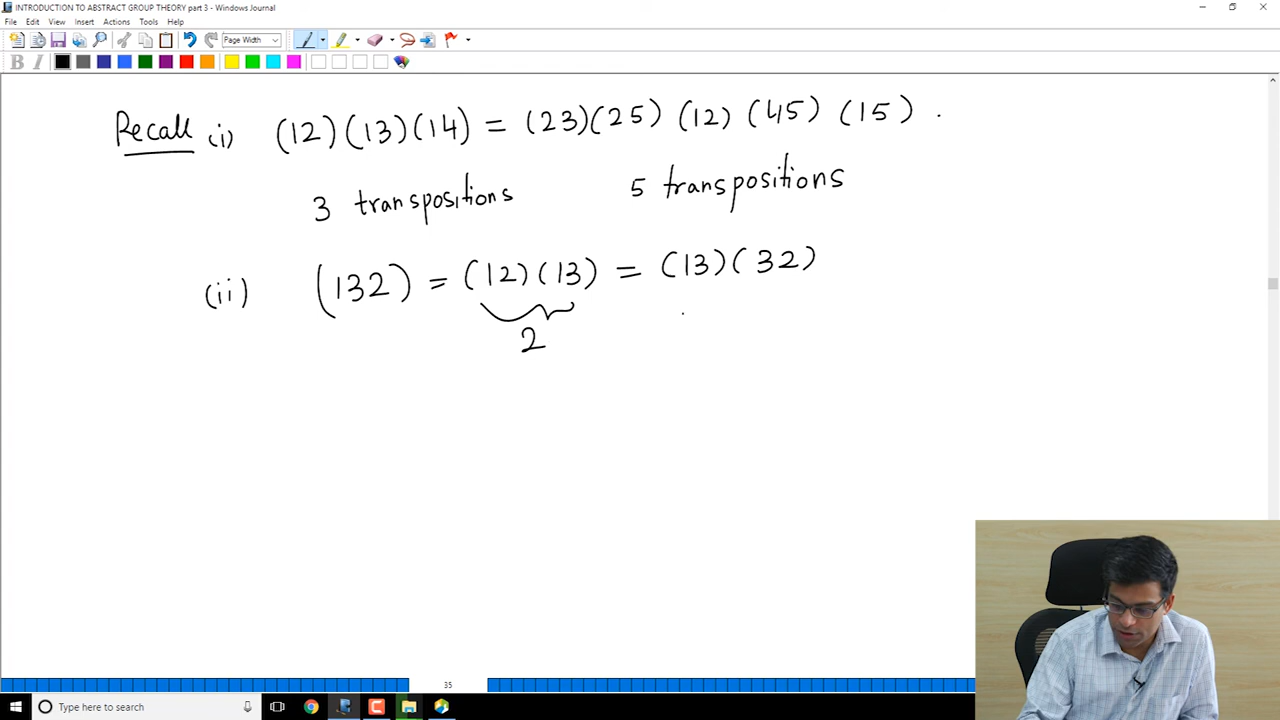 INTRODUCTION TO ABSTRACT GROUP THEORY part 3 - Windows Journal
File Edit View Insert Actions Tools Help
Page Width
B I
Recall (i) (12)(13)(14) = (23)(25) (12) (45) (15) .
3 transpositions 5 transpositions
(ii) (132) = (12)(13) = (13)(32)
2
35
Type here to search